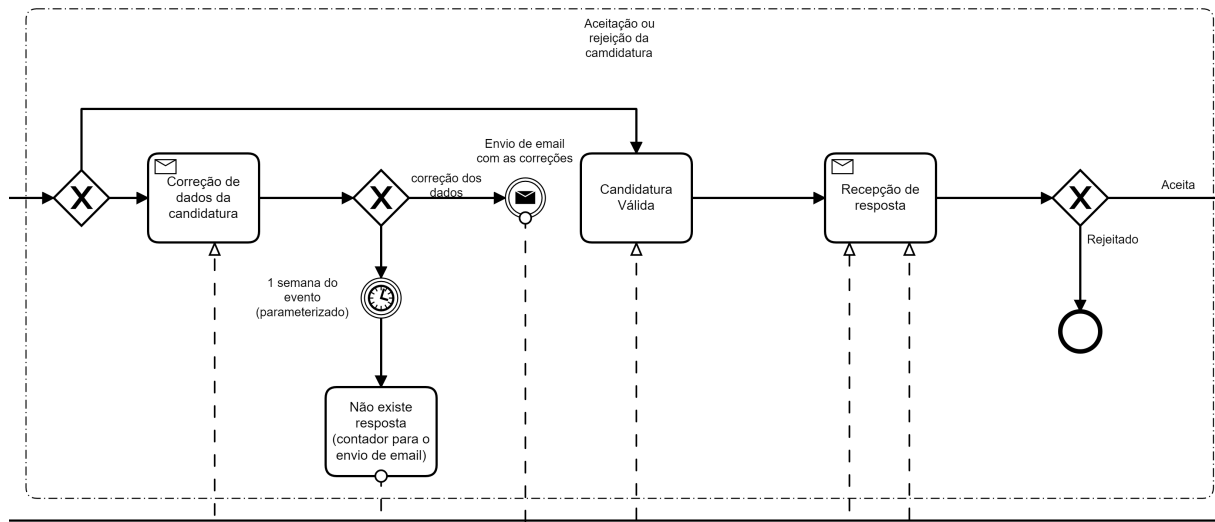 Aceitação ou
rejeição da
camdidatura
Envio de email
com as correções
Correção de
dados da
candidatura
correção dos
dados
Candidatura
Válida
Recepção de
resposta
Aceita
Rejeitado
1 semana do
evento
(parameterizado)
Não existe
resposta
(contador para o
envio de email)